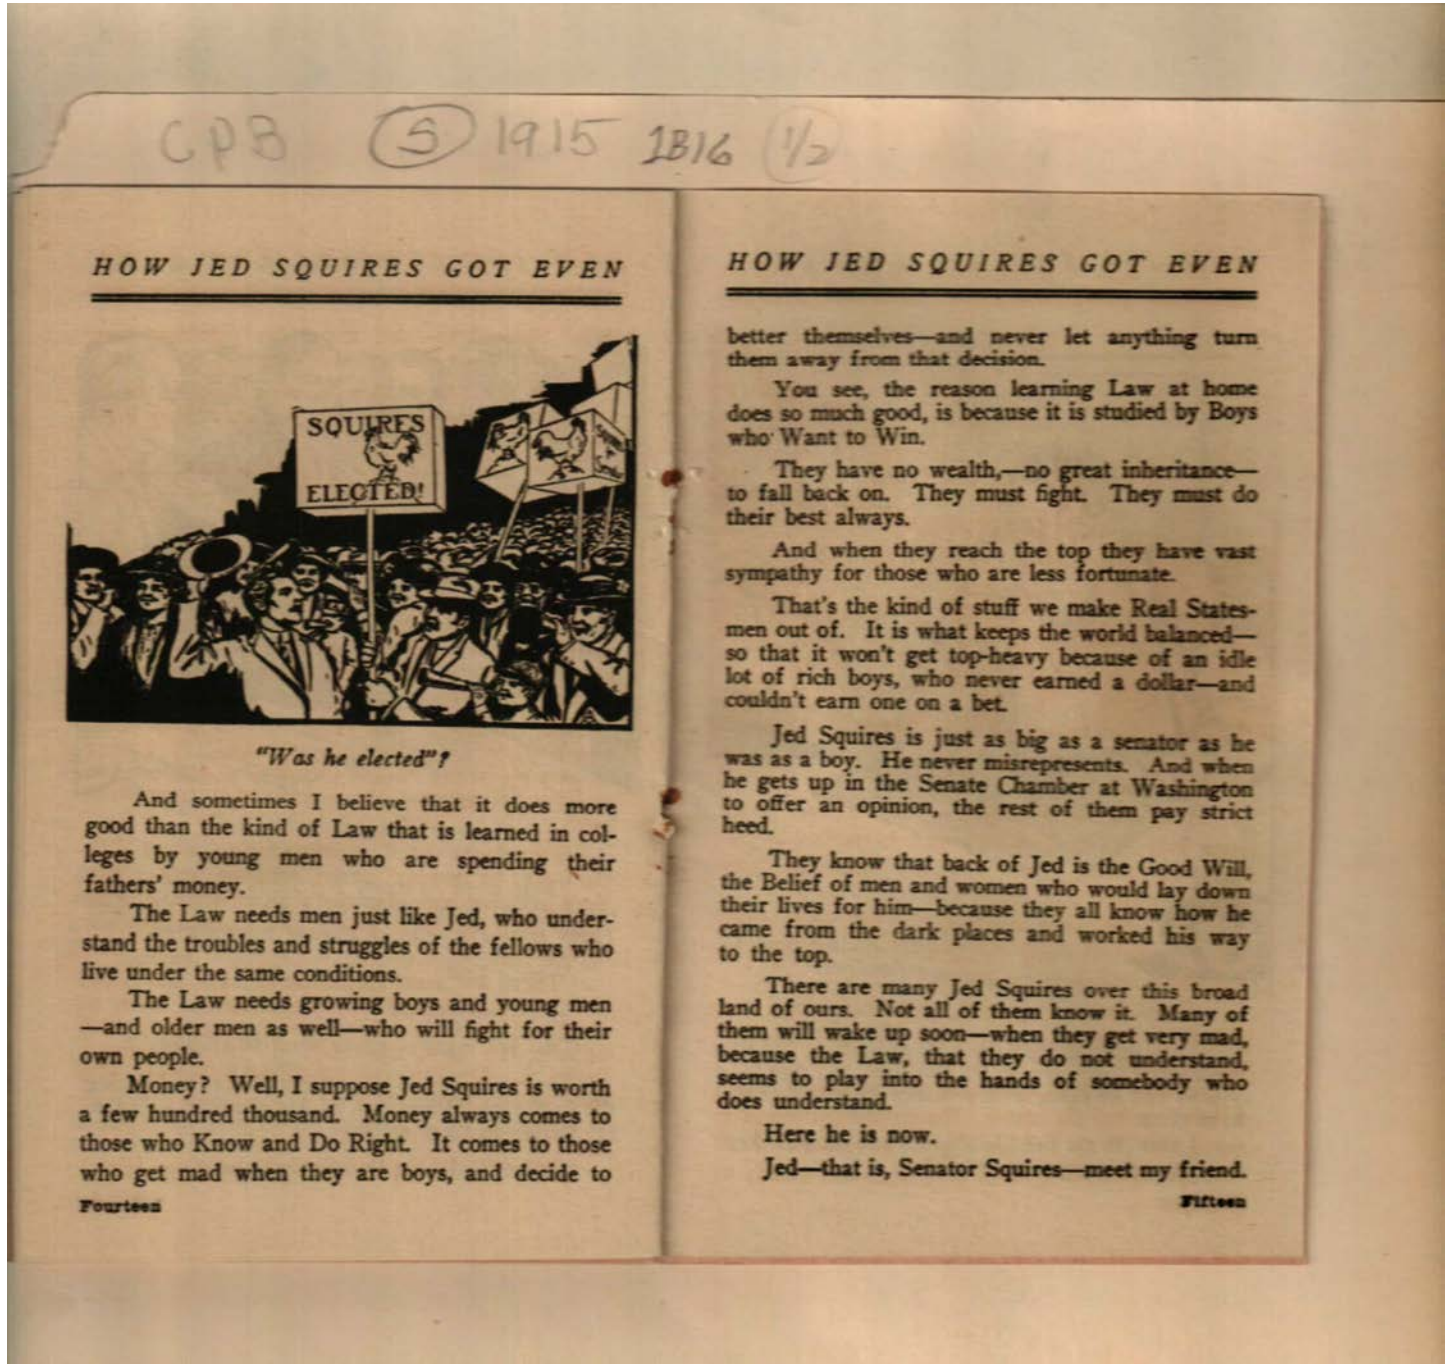 CPB S 1915 1B16 1/2
HOW JED SQUIRES GOT EVEN
SQUIRES
ELECTED!
"Was he elected"?
And sometimes I believe that it does more
good than the kind of Law that is learned in col-
leges by young men who are spending their
fathers' money.
The Law needs men just like Jed, who under-
stand the troubles and struggles of the fellows who
live under the same conditions.
The Law needs growing boys and young men
—and older men as well—who will fight for their
own people.
Money? Well, I suppose Jed Squires is worth
a few hundred thousand. Money always comes to
those who Know and Do Right. It comes to those
who get mad when they are boys, and decide to
Fourteen
HOW JED SQUIRES GOT EVEN
better themselves—and never let anything turn
them away from that decision.
You see, the reason learning Law at home
does so much good, is because it is studied by Boys
who Want to Win.
They have no wealth,—no great inheritance—
to fall back on. They must fight. They must do
their best always.
And when they reach the top they have vast
sympathy for those who are less fortunate.
That's the kind of stuff we make Real States-
men out of. It is what keeps the world balanced—
so that it won't get top-heavy because of an idle
lot of rich boys, who never earned a dollar—and
couldn't earn one on a bet.
Jed Squires is just as big as a senator as he
was as a boy. He never misrepresents. And when
he gets up in the Senate Chamber at Washington
to offer an opinion, the rest of them pay strict
heed.
They know that back of Jed is the Good Will,
the Belief of men and women who would lay down
their lives for him—because they all know how he
came from the dark places and worked his way
to the top.
There are many Jed Squires over this broad
land of ours. Not all of them know it. Many of
them will wake up soon—when they get very mad,
because the Law, that they do not understand,
seems to play into the hands of somebody who
does understand.
Here he is now.
Jed—that is, Senator Squires—meet my friend.
Fifteen